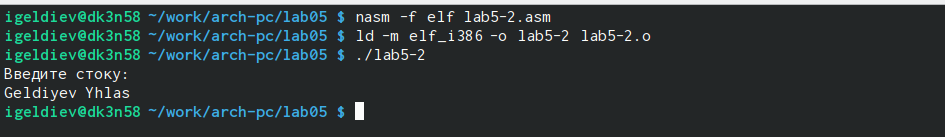 igeldiev@dk3n58 ~/work/arch-pc/lab05 $ nasm -f elf lab5-2.asm
igeldiev@dk3n58 ~/work/arch-pc/lab05 $ ld -m elf_i386 -o lab5-2 lab5-2.o
igeldiev@dk3n58 ~/work/arch-pc/lab05 $ ./lab5-2
Введите стоку:
Geldiyev Yhlas
igeldiev@dk3n58 ~/work/arch-pc/lab05 $